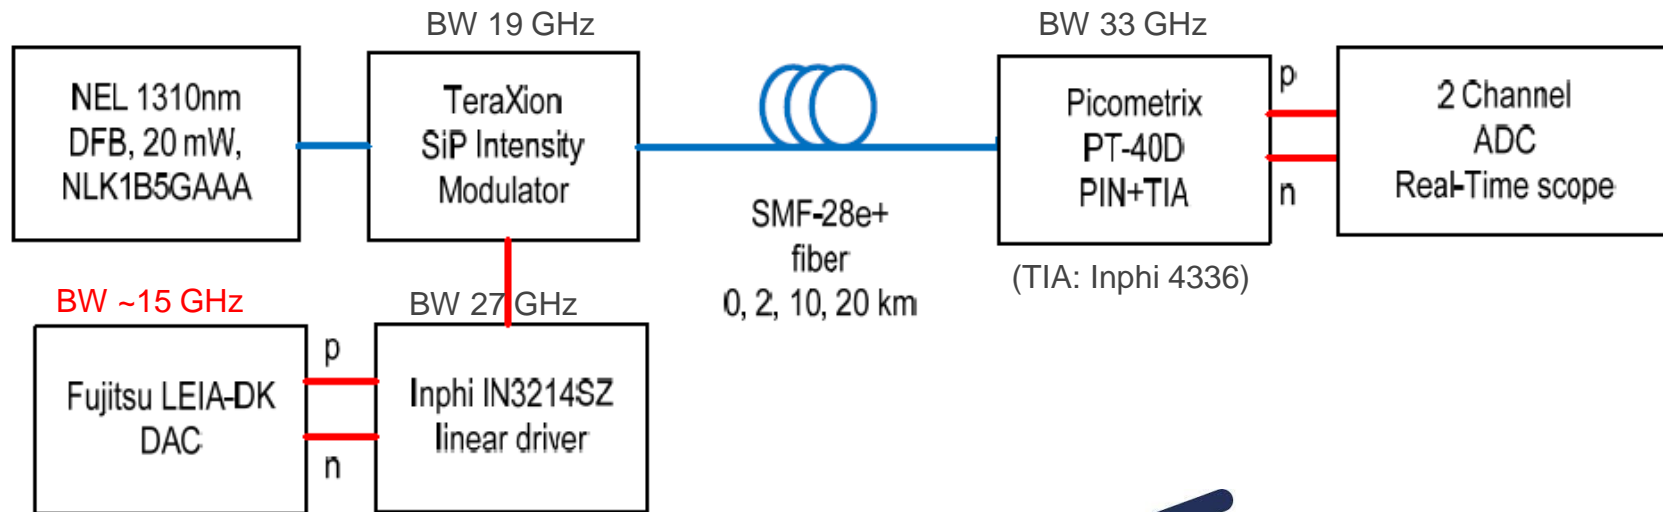 BW 19 GHz
BW 33 GHz
NEL 1310nm
DFB, 20 mW,
NLK1B5GAAA
TeraXion
SiP Intensity
Modulator
SMF-28e+
fiber
0, 2, 10, 20 km
Picometrix
PT-40D
PIN+TIA
(TIA: Inphi 4336)
p
n
2 Channel
ADC
Real-Time scope
BW ~15 GHz
BW 27 GHz
Fujitsu LEIA-DK
DAC
p
n
Inphi IN3214SZ
linear driver